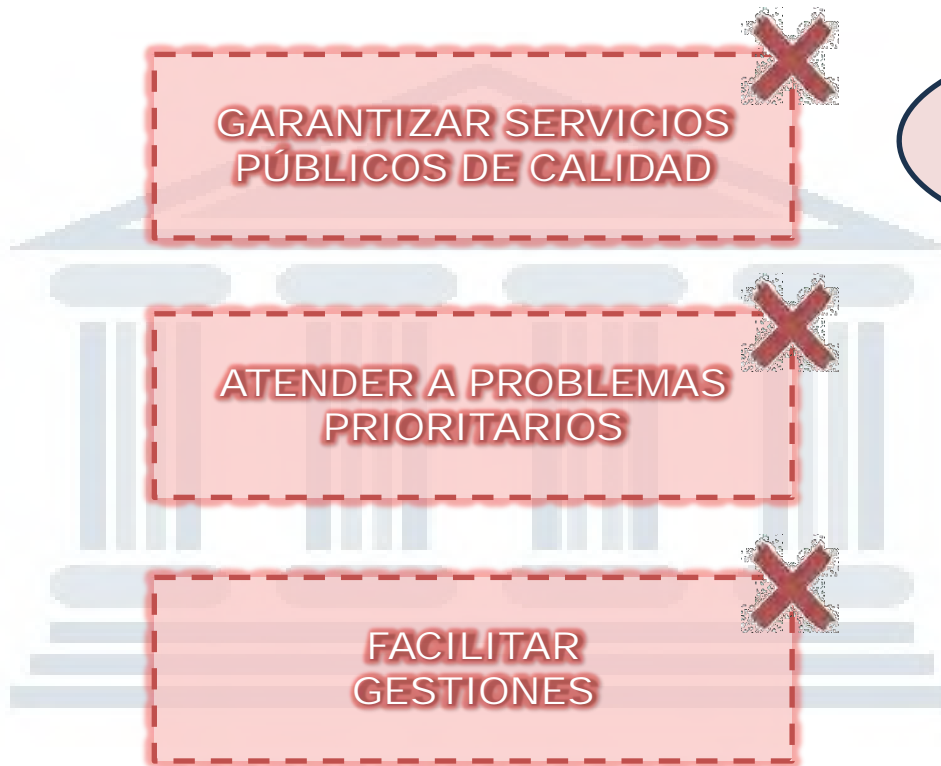 GARANTIZAR SERVICIOS
PÚBLICOS DE CALIDAD
ATENDER A PROBLEMAS
PRIORITARIOS
FACILITAR
GESTIONES